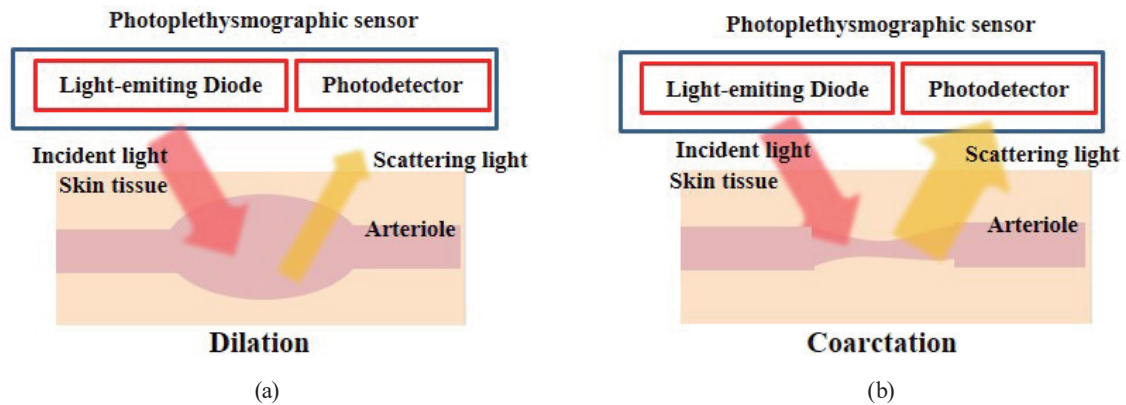 Photoplethysmographic sensor
Light-emiting Diode
Photodetector
Incident light
Skin tissue
Scattering light
Arteriole
Dilation
(a)
Photoplethysmographic sensor
Light-emiting Diode
Photodetector
Incident light
Skin tissue
Scattering light
Arteriole
Coarctation
(b)